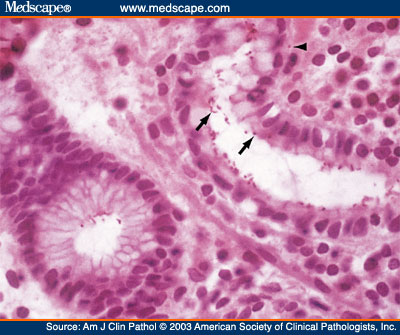 Medscape® www.medscape.com
Source: Am J Clin Pathol © 2003 American Society of Clinical Pathologists, Inc.